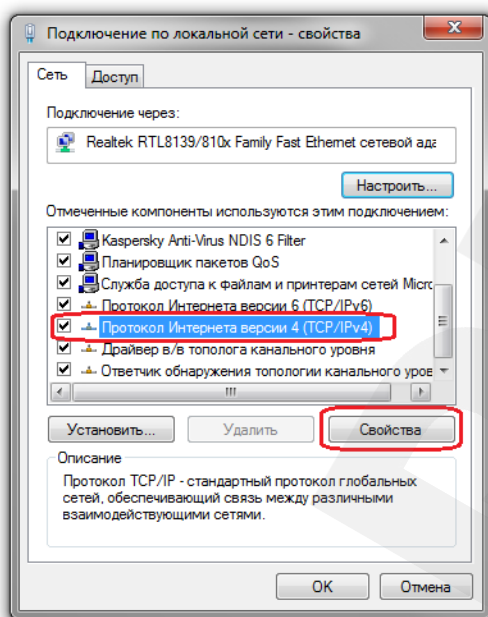 Подключение по локальной сети - свойства
Сеть
Доступ
Подключение через:
Realtek RTL8139/810x Family Fast Ethernet сетевой ада
Настроить...
Отмеченные компоненты используются этим подключением:
Kaspersky Anti-Virus NDIS 6 Filter
Планировщик пакетов QoS
Служба доступа к файлам и принтерам сетей Micro
Протокол Интернета версии 6 (TCP/IPv6)
Протокол Интернета версии 4 (TCP/IPv4)
Драйвер в/в тополога канального уровня
Ответчик обнаружения топологии канального уров
Установить...
Удалить
Свойства
Описание
Протокол TCP/IP - стандартный протокол глобальных
сетей, обеспечивающий связь между различными
взаимодействующими сетями.
OK
Отмена